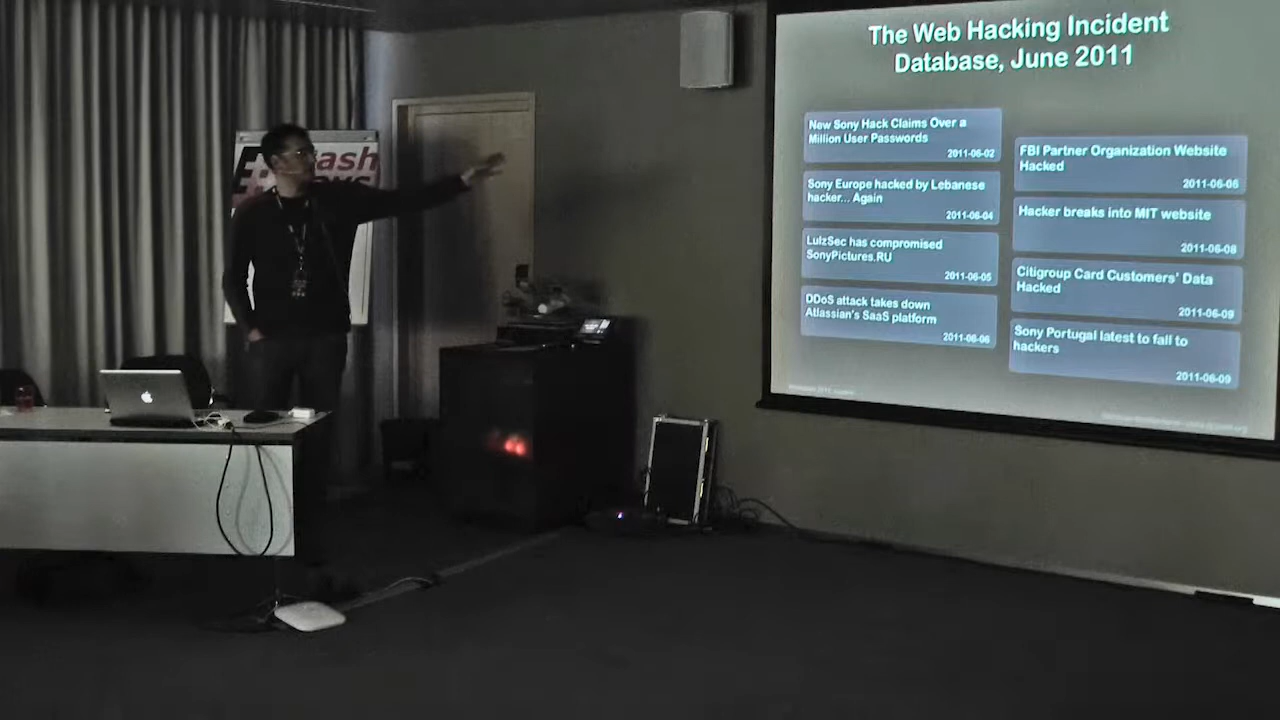 The Web Hacking Incident
Database, June 2011
New Sony Hack Claims Over a
Million User Passwords
2011-06-02
Sony Europe hacked by Lebanese
hacker... Again
2011-06-04
LulzSec has compromised
SonyPictures.RU
2011-06-05
DDoS attack takes down
Atlassian's SaaS platform
2011-06-06
FBI Partner Organization Website
Hacked
2011-06-06
Hacker breaks into MIT website
2011-06-08
Citigroup Card Customers' Data
Hacked
2011-06-09
Sony Portugal latest to fall to
hackers
2011-06-09
ash